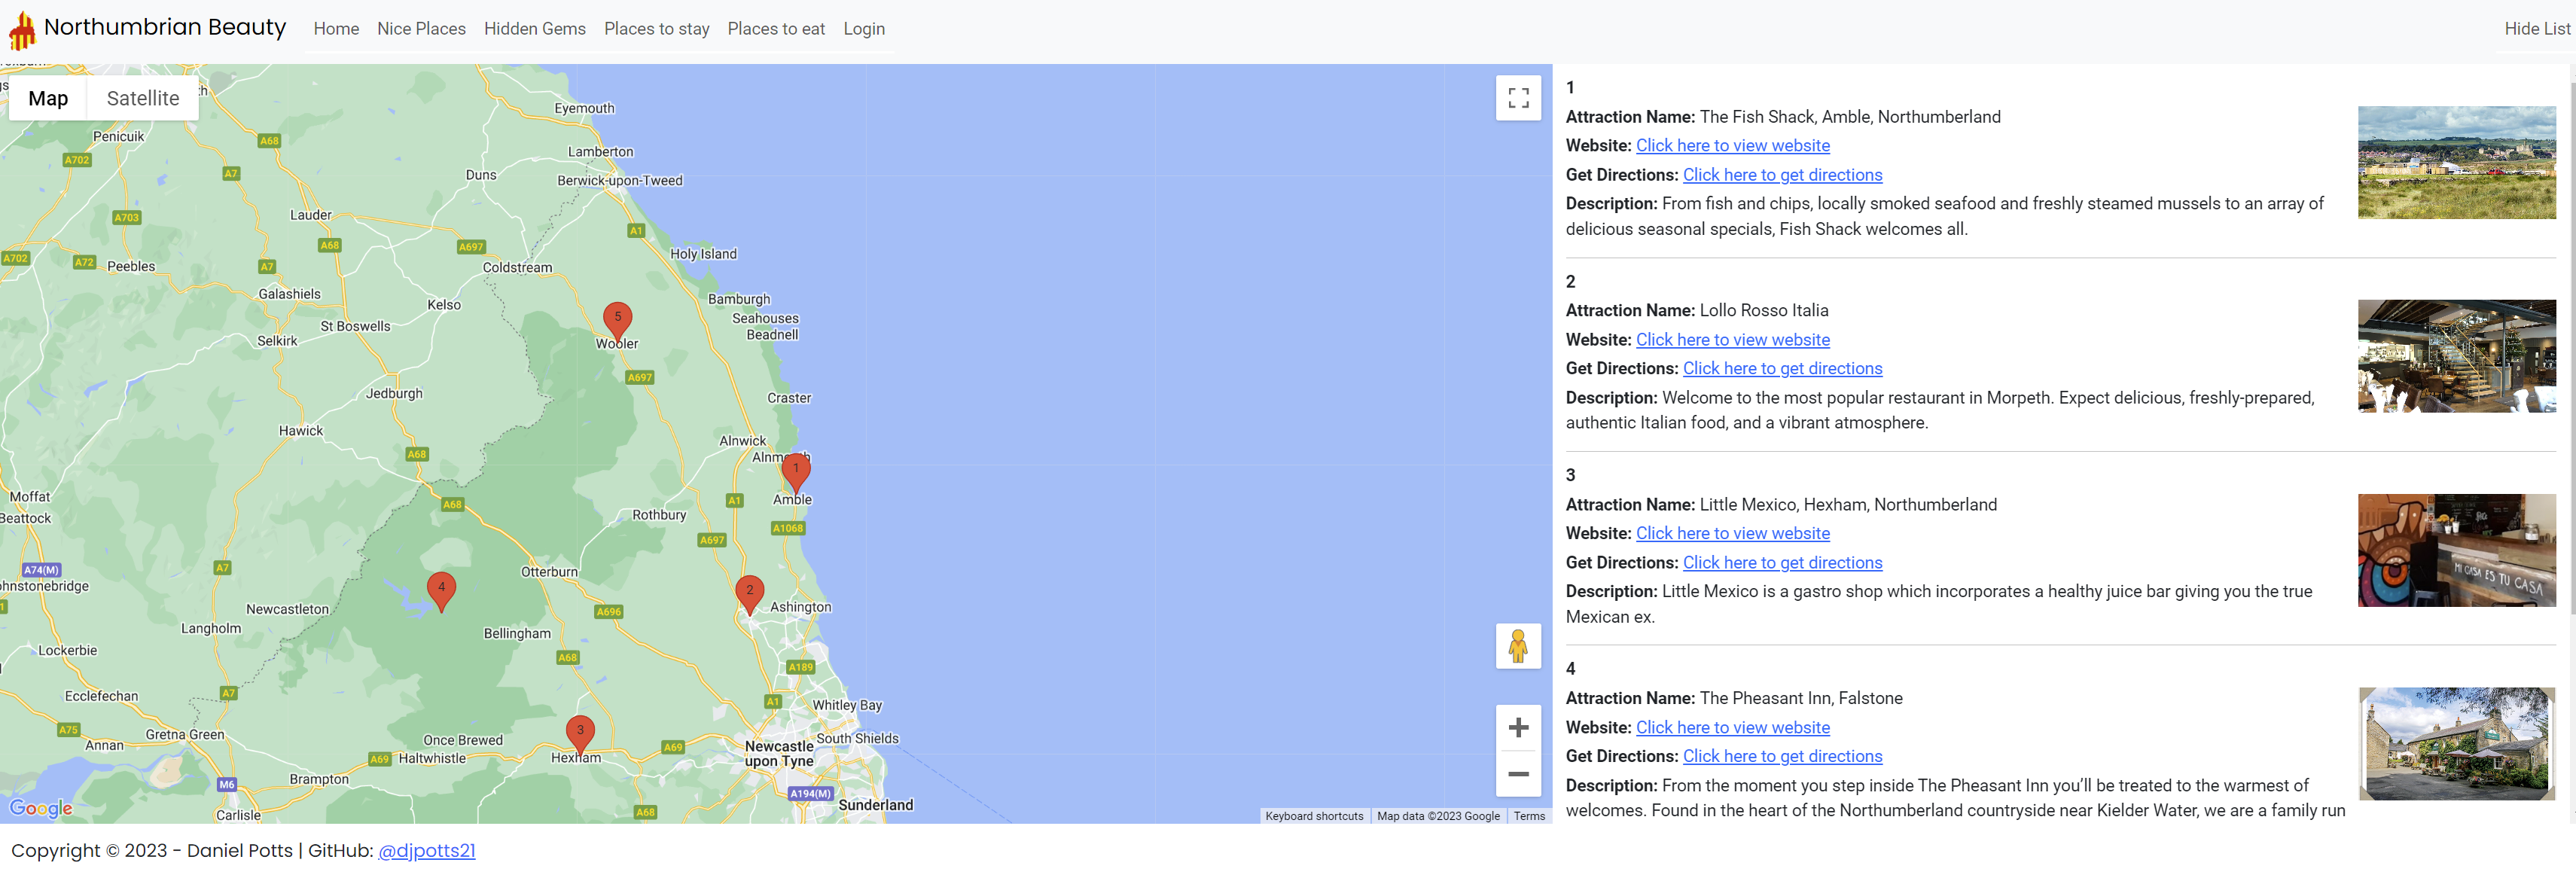 Northumbrian Beauty
Home Nice Places Hidden Gems Places to stay Places to eat Login
Hide List
Map Satellite
Eyemouth
Penicuik
A68
A702
Lamberton
A7
Duns
Berwick-upon-Tweed
A703
Lauder
A1
A68
A697
A702
A72
Peebles
A7
Coldstream
Holy Island
Galashiels
Kelso
Bamburgh
5
St Boswells
Seahouses
Beadnell
Selkirk
Wooler
A697
Jedburgh
Craster
Hawick
Alnwick
A68
1
Moffat
Amble
A68
A1
Beattock
Rothbury
A1068
A697
A74(M)
A7
Otterburn
4
2
Newcastleton
A696
Ashington
Langholm
Bellingham
Lockerbie
A68
A189
Ecclefechan
A7
A1
Whitley Bay
A75
Annan
Gretna Green
3
Once Brewed
South Shields
A69
Haltwhistle
Hexham
A69
Newcastle
upon Tyne
Brampton
M6
A194(M)
Sunderland
Carlisle
A68
Google
Keyboard shortcuts Map data ©2023 Google Terms
1
Attraction Name: The Fish Shack, Amble, Northumberland
Website: Click here to view website
Get Directions: Click here to get directions
Description: From fish and chips, locally smoked seafood and freshly steamed mussels to an array of
delicious seasonal specials, Fish Shack welcomes all.
2
Attraction Name: Lollo Rosso Italia
Website: Click here to view website
Get Directions: Click here to get directions
Description: Welcome to the most popular restaurant in Morpeth. Expect delicious, freshly-prepared,
authentic Italian food, and a vibrant atmosphere.
3
Attraction Name: Little Mexico, Hexham, Northumberland
Website: Click here to view website
Get Directions: Click here to get directions
Description: Little Mexico is a gastro shop which incorporates a healthy juice bar giving you the true
Mexican ex.
MI CASA ES TU CASA
4
Attraction Name: The Pheasant Inn, Falstone
Website: Click here to view website
Get Directions: Click here to get directions
Description: From the moment you step inside The Pheasant Inn you’ll be treated to the warmest of
welcomes. Found in the heart of the Northumberland countryside near Kielder Water, we are a family run
Copyright © 2023 - Daniel Potts | GitHub: @djpotts21